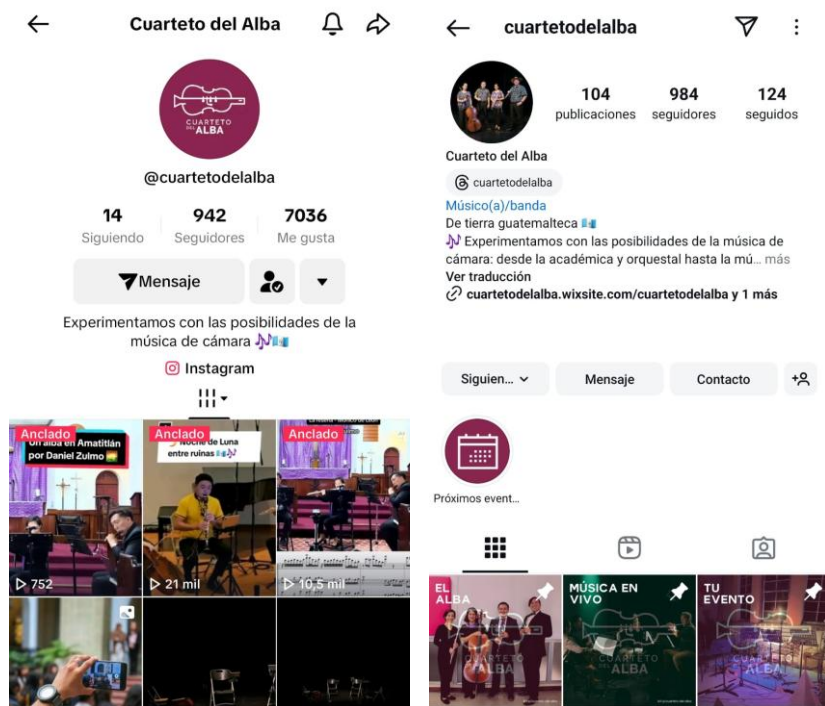 Cuarteto del Alba
CUARTETO
DEL ALBA
@cuartetodelalba
14
942
7036
Siguiendo
Seguidores
Me gusta
Mensaje
Experimentamos con las posibilidades de la
música de cámara
Instagram
Anclado
Un alba en Amatitlán
por Daniel Zulmo
752
Anclado
Noche de Luna
entre ruinas
21 mil
Anclado
10,5 mil
cuartetodelalba
104
984
124
publicaciones
seguidores
seguidos
Cuarteto del Alba
cuartetodelalba
Músico(a)/banda
De tierra guatemalteca
Experimentamos con las posibilidades de la música de
cámara: desde la académica y orquestal hasta la mú... más
Ver traducción
cuartetodelalba.wixsite.com/cuartetodelalba y 1 más
Siguien...
Mensaje
Contacto
Próximos event...
EL
ALBA
CUARTETO
DEL ALBA
MÚSICA EN
VIVO
CUARTETO
DEL ALBA
TU
EVENTO
CUARTETO
DEL ALBA